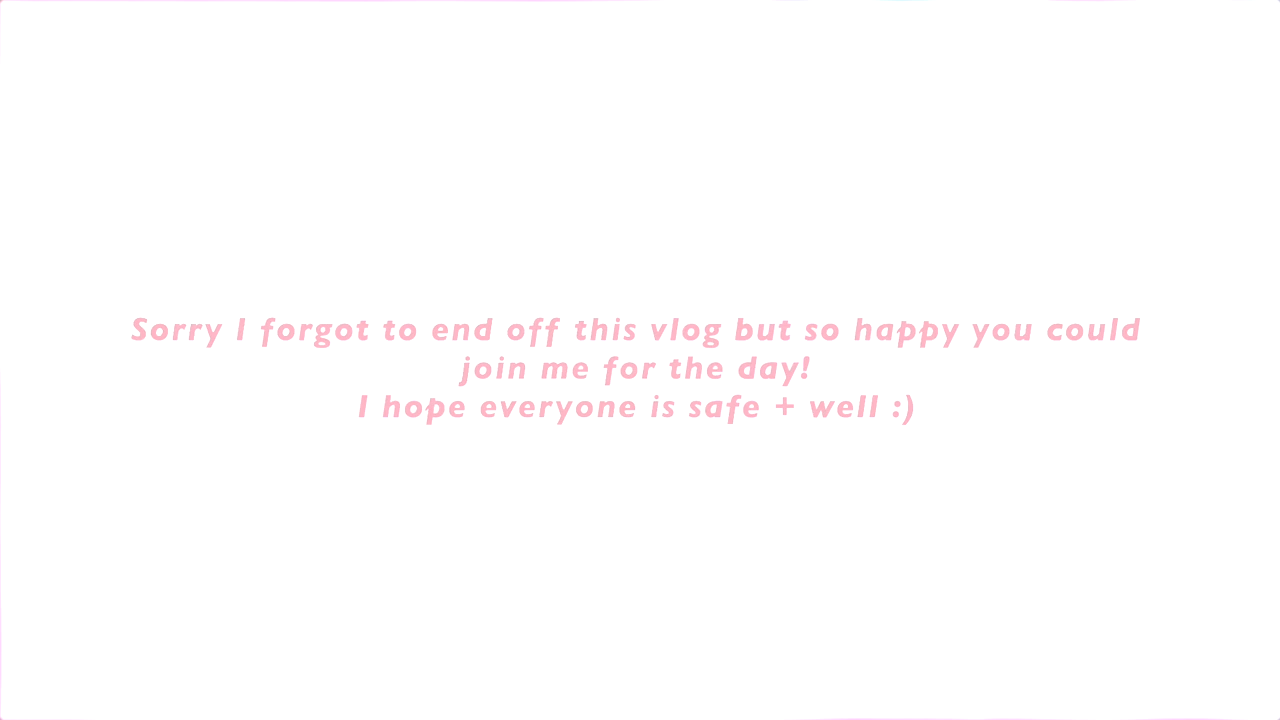 Sorry I forgot to end off this vlog but so happy you could
join me for the day!
I hope everyone is safe + well :)